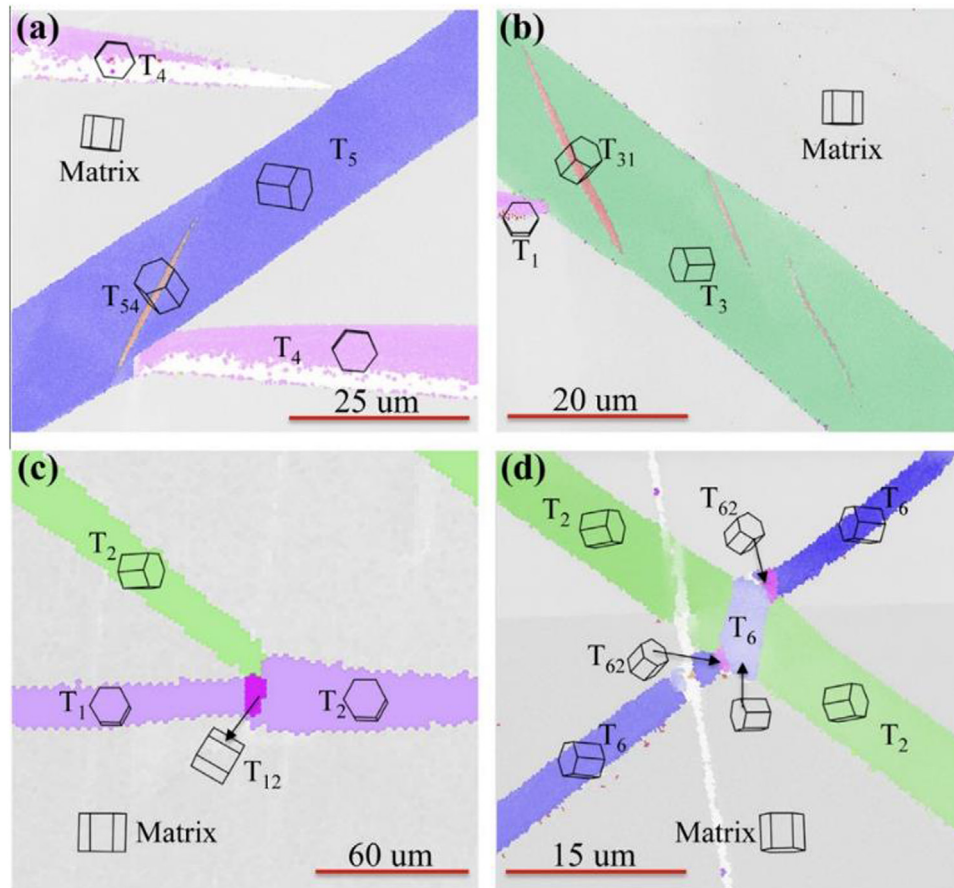 (a)
T4
Matrix
T5
T54
T4
25 um
(b)
T31
Matrix
T1
T3
20 um
(c)
T2
T1
T2
T12
Matrix
60 um
(d)
T2
T62
T6
T6
T62
T6
T2
Matrix
15 um